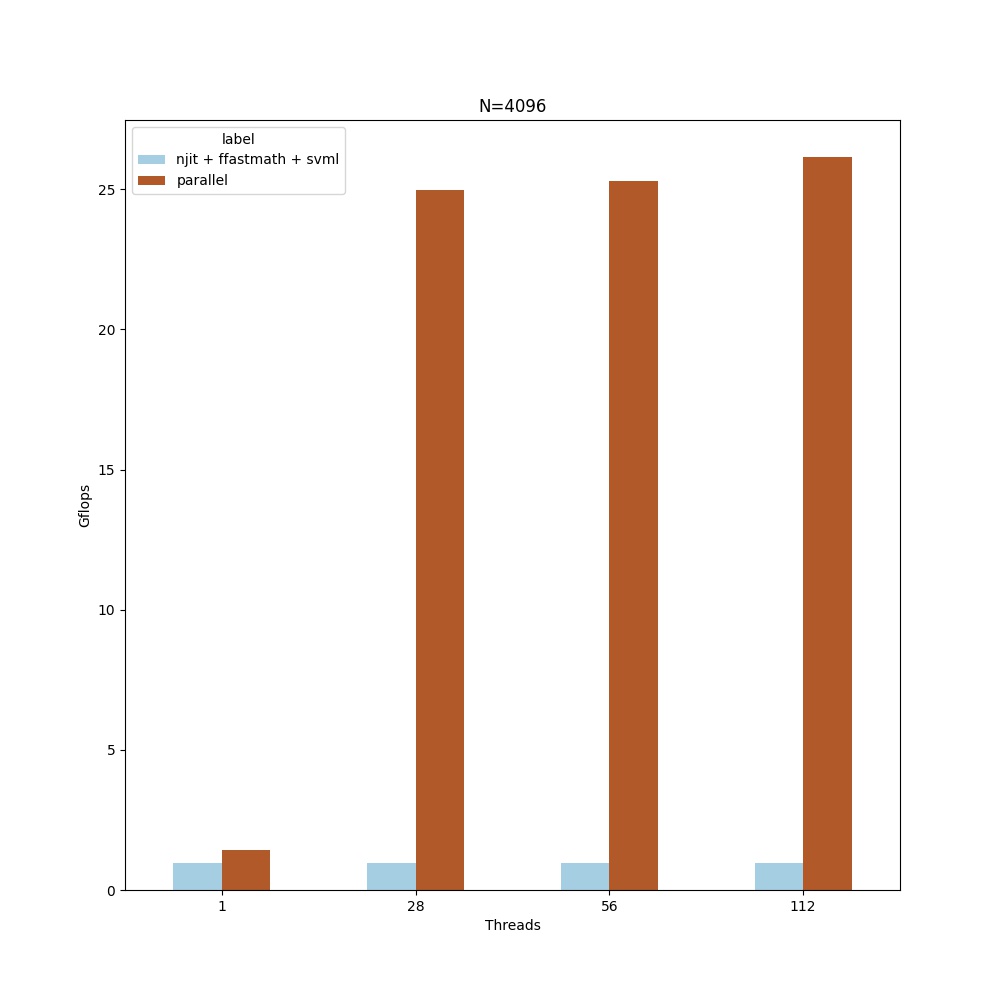 N=4096
label
njit + ffastmath + svml
parallel
25
20
15
10
5
0
Gflops
1 28 56 112
Threads